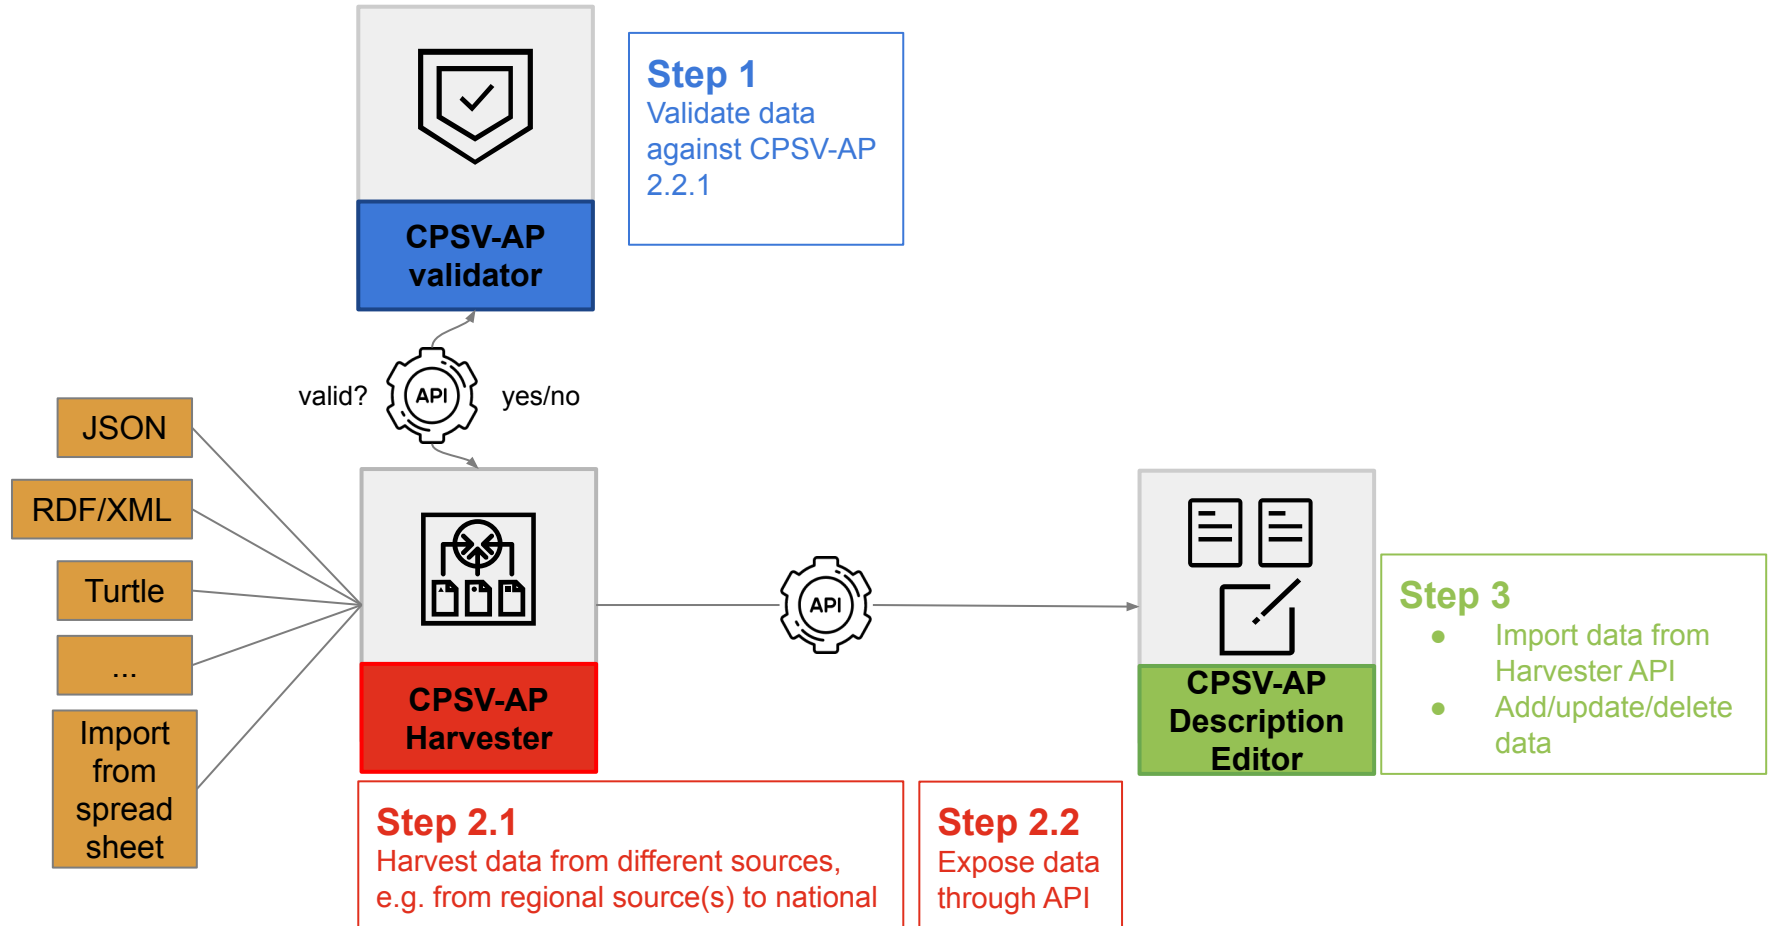 Step 1
Validate data
against CPSV-AP
2.2.1
CPSV-AP
validator
valid?
API
yes/no
JSON
RDF/XML
Turtle
...
Import
from
spread
sheet
CPSV-AP
Harvester
API
CPSV-AP
Description
Editor
Step 3
● Import data from
Harvester API
● Add/update/delete
data
Step 2.1
Harvest data from different sources,
e.g. from regional source(s) to national
Step 2.2
Expose data
through API